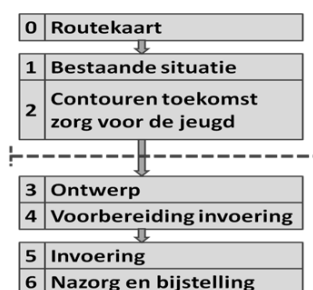 0 Routekaart
1 Bestaande situatie
2 Contouren toekomst
zorg voor de jeugd
3 Ontwerp
4 Voorbereiding invoering
5 Invoering
6 Nazorg en bijstelling